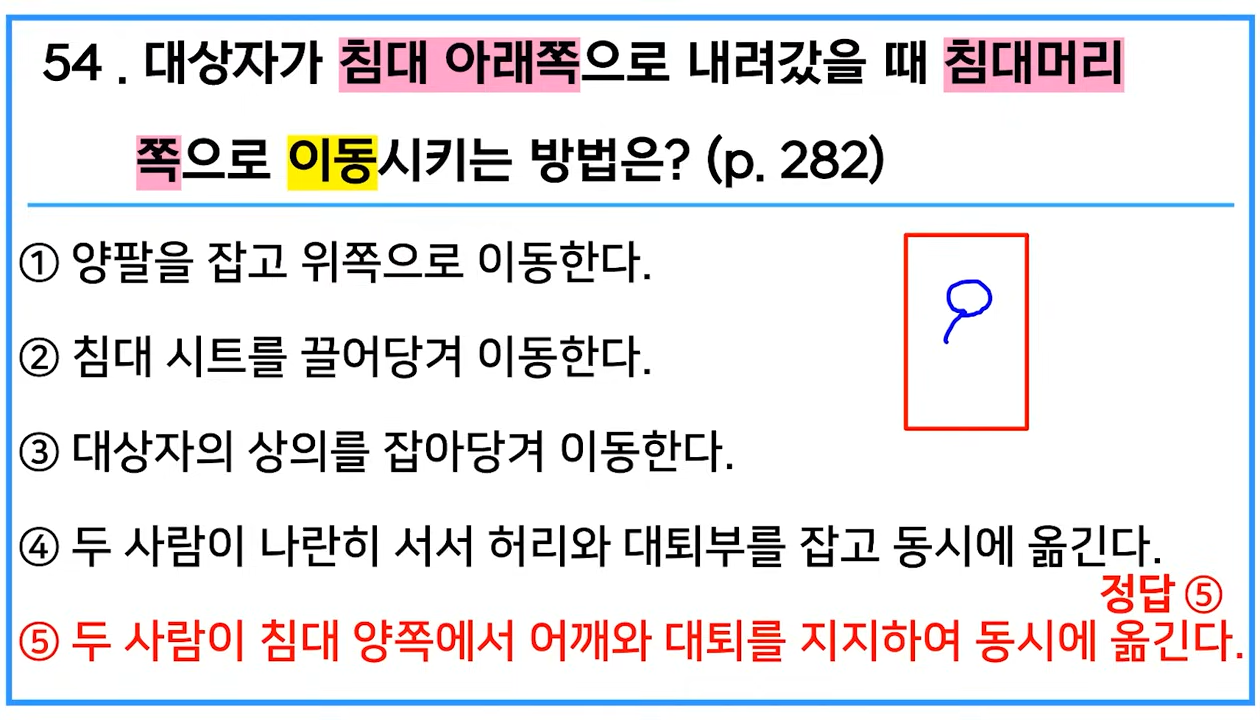 54 . 대상자가 침대 아래쪽으로 내려갔을 때 침대머리
쪽으로 이동시키는 방법은? (p. 282)
① 양팔을 잡고 위쪽으로 이동한다.
② 침대 시트를 끌어당겨 이동한다.
③ 대상자의 상의를 잡아당겨 이동한다.
④ 두 사람이 나란히 서서 허리와 대퇴부를 잡고 동시에 옮긴다.
정답 ⑤
⑤ 두 사람이 침대 양쪽에서 어깨와 대퇴를 지지하여 동시에 옮긴다.